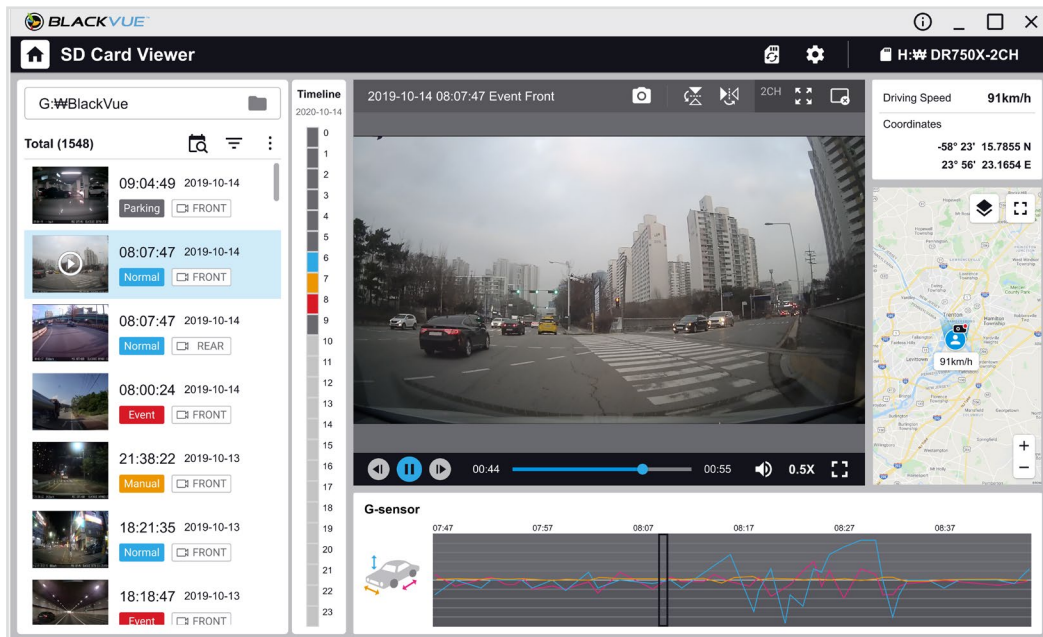 BLACKVUE
SD Card Viewer
H:₩ DR750X-2CH
G:₩BlackVue
Total (1548)
09:04:49 2019-10-14
Parking FRONT
08:07:47 2019-10-14
Normal FRONT
08:07:47 2019-10-14
Normal REAR
08:00:24 2019-10-14
Event FRONT
21:38:22 2019-10-13
Manual FRONT
18:21:35 2019-10-13
Normal FRONT
18:18:47 2019-10-13
Event FRONT
Timeline
2020-10-14
0
1
2
3
4
5
6
7
8
9
10
11
12
13
14
15
16
17
18
19
20
21
22
23
2019-10-14 08:07:47 Event Front
2CH
00:44
00:55
0.5X
Driving Speed 91km/h
Coordinates
-58° 23' 15.7855 N
23° 56' 23.1654 E
Trenton
Hamilton
Township
Levittown
91km/h
+
−
G-sensor
07:47 07:57 08:07 08:17 08:27 08:37